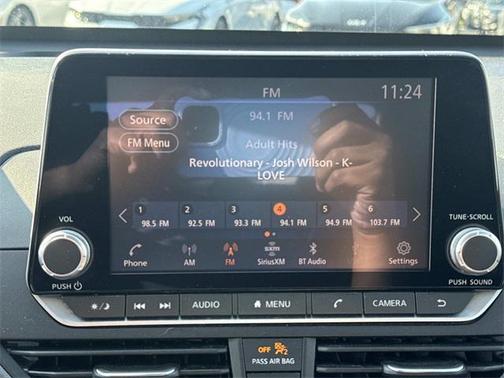 FM
11:24
94.1 FM
Source
Adult Hits
FM Menu
Revolutionary - Josh Wilson - K-
LOVE
1 2 3 4 5 6
98.5 FM 92.5 FM 93.3 FM 94.1 FM 94.9 FM 103.7 FM
VOL
TUNE·SCROLL
Phone AM FM SiriusXM BT Audio Settings
PUSH
PUSH SOUND
AUDIO MENU CAMERA
OFF 2
PASS AIR BAG